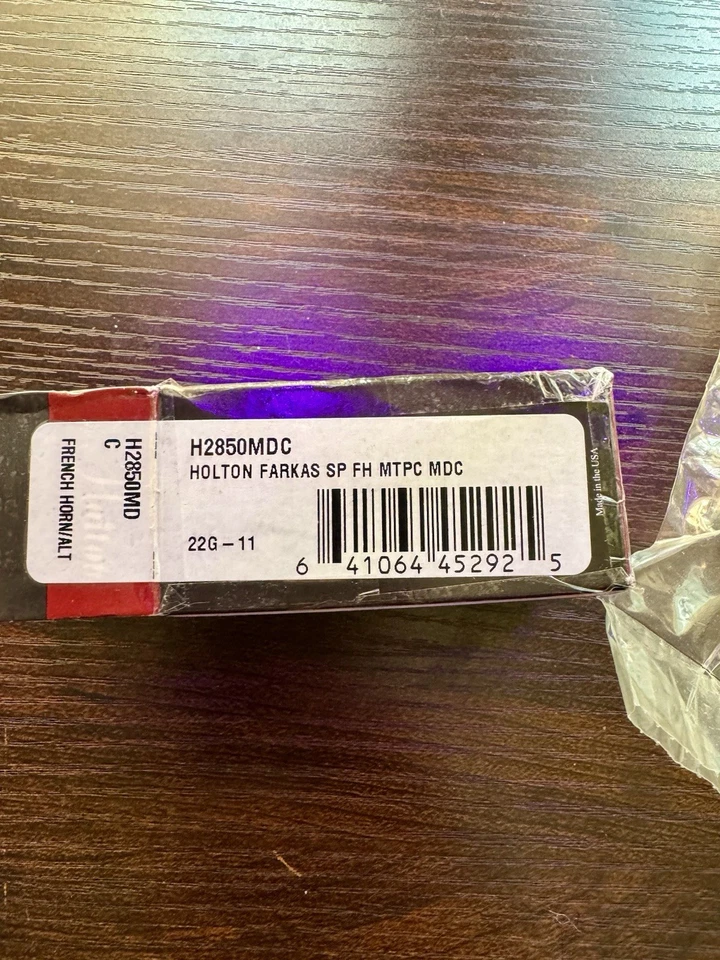 H2850MDC
HOLTON FARKAS SP FH MTPC MDC
22G-11
6 41064 45292 5
Made in the USA
H2850MD
C
FRENCH HORN/ALT